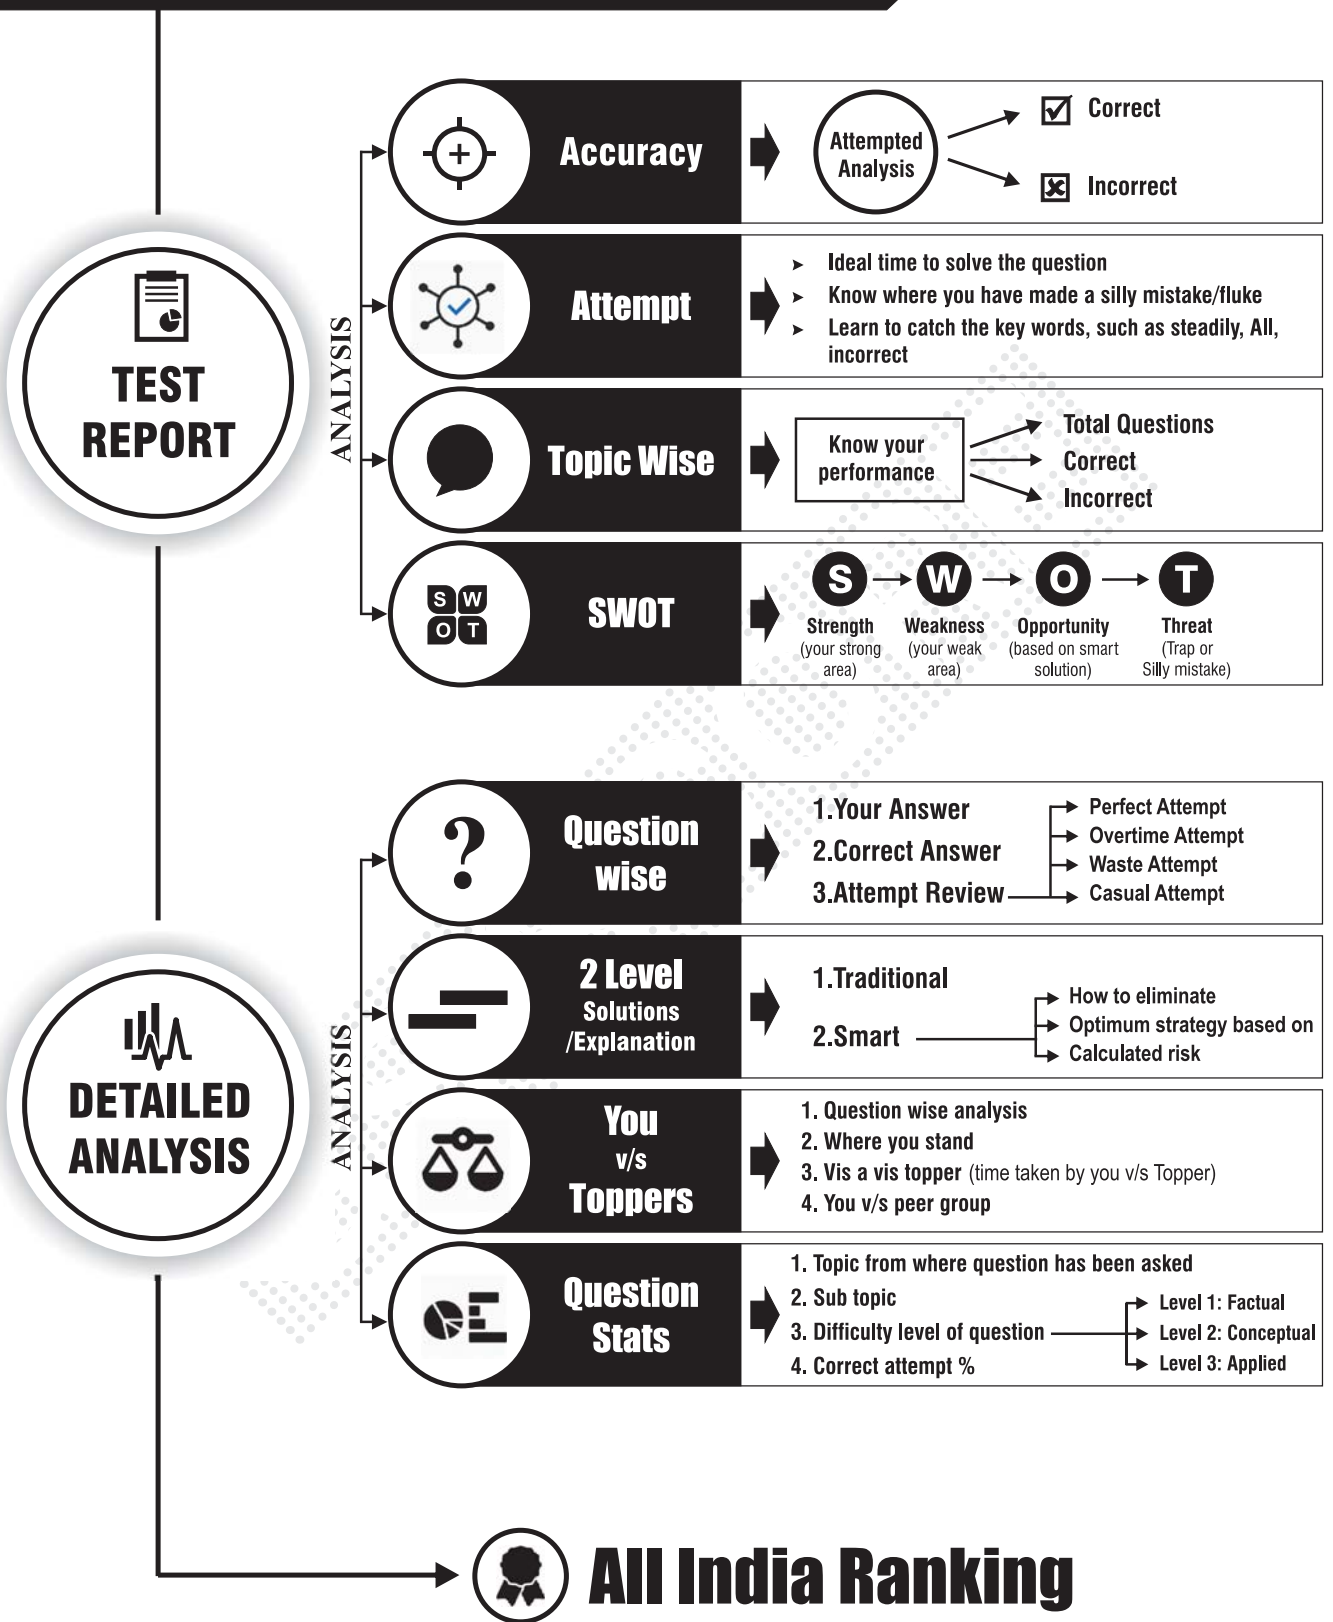 TEST
REPORT
ANALYSIS
Accuracy
Attempted
Analysis
Correct
Incorrect
Attempt
➤ Ideal time to solve the question
➤ Know where you have made a silly mistake/fluke
➤ Learn to catch the key words, such as steadily, All,
incorrect
Topic Wise
Know your
performance
Total Questions
Correct
Incorrect
S W
O T
SWOT
S W O T
Strength Weakness Opportunity Threat
(your strong (your weak (based on smart (Trap or
area) area) solution) Silly mistake)
DETAILED
ANALYSIS
ANALYSIS
?
Question
wise
1.Your Answer
2.Correct Answer
3.Attempt Review
Perfect Attempt
Overtime Attempt
Waste Attempt
Casual Attempt
2 Level
Solutions
/Explanation
1.Traditional
2.Smart
How to eliminate
Optimum strategy based on
Calculated risk
You
v/s
Toppers
1. Question wise analysis
2. Where you stand
3. Vis a vis topper (time taken by you v/s Topper)
4. You v/s peer group
Question
Stats
1. Topic from where question has been asked
2. Sub topic
3. Difficulty level of question
4. Correct attempt %
Level 1: Factual
Level 2: Conceptual
Level 3: Applied
All India Ranking